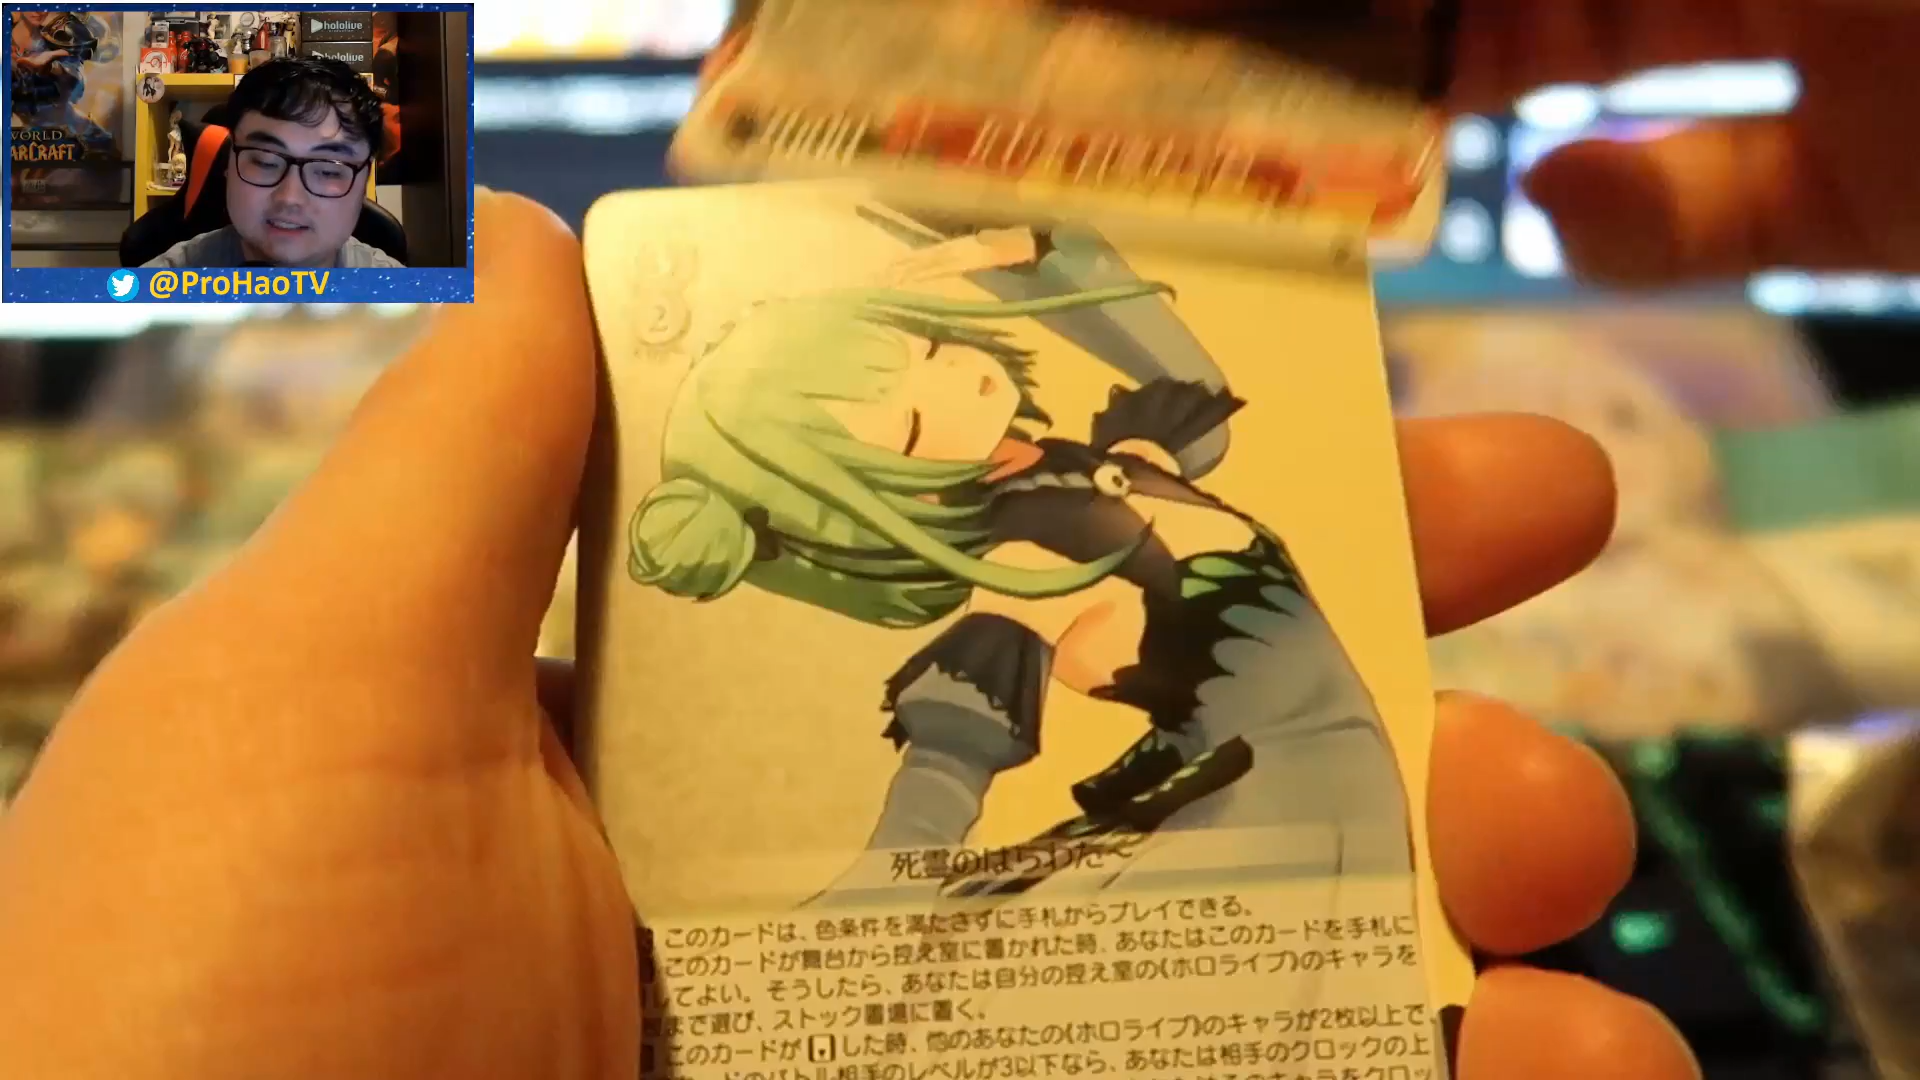 hololive
hololive
WORLD
WARCRAFT
@ProHaoTV
2
死霊のはらわた～
このカードは、色条件を満たさずに手札からプレイできる。
このカードが舞台から控え室に置かれた時、あなたはこのカードを手札に
してよい。そうしたら、あなたは自分の控え室の《ホロライブ》のキャラを
まで選び、ストック置場に置く。
このカードがした時、他のあなたの《ホロライブ》のキャラが2枚以上で、
ードのバトル相手のレベルが3以下なら、あなたは相手のクロックの上